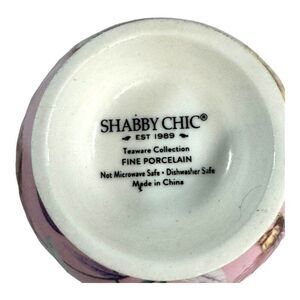 SHABBY CHIC®
EST 1989
Teaware Collection
FINE PORCELAIN
Not Microwave Safe • Dishwasher Safe
Made in China